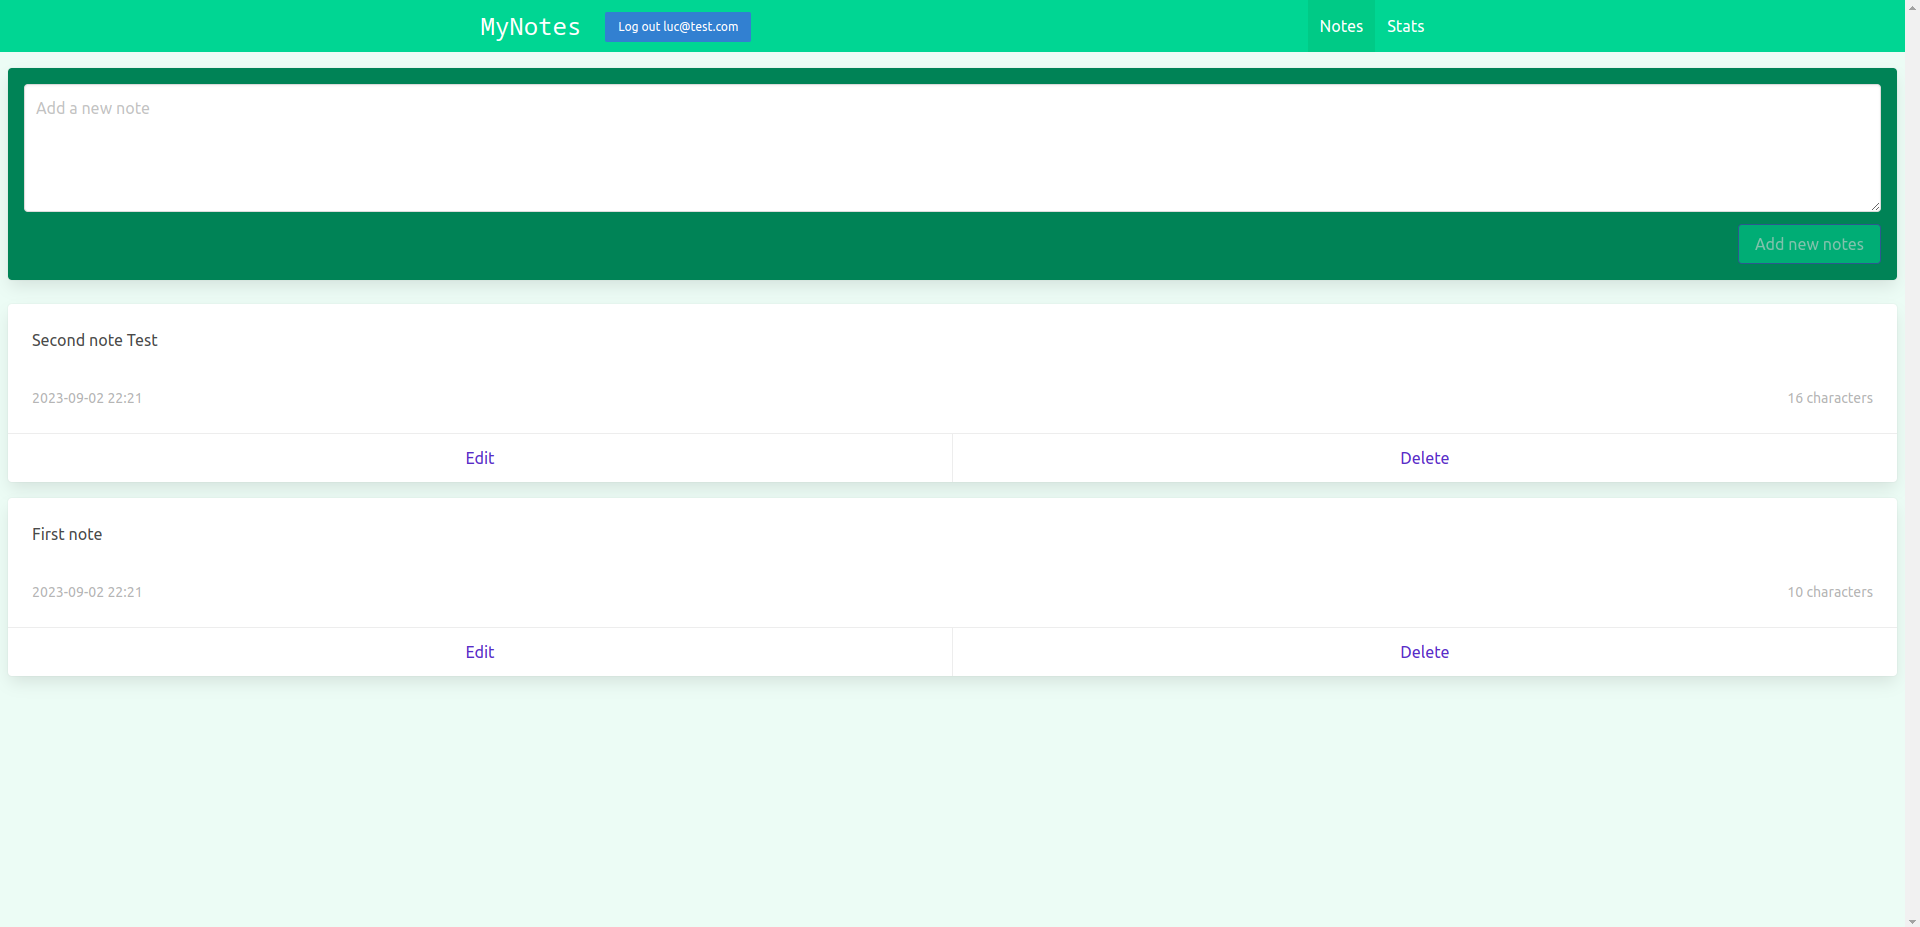 MyNotes Log out luc@test.com Notes Stats
Add a new note
Add new notes
Second note Test
2023-09-02 22:21 16 characters
Edit Delete
First note
2023-09-02 22:21 10 characters
Edit Delete